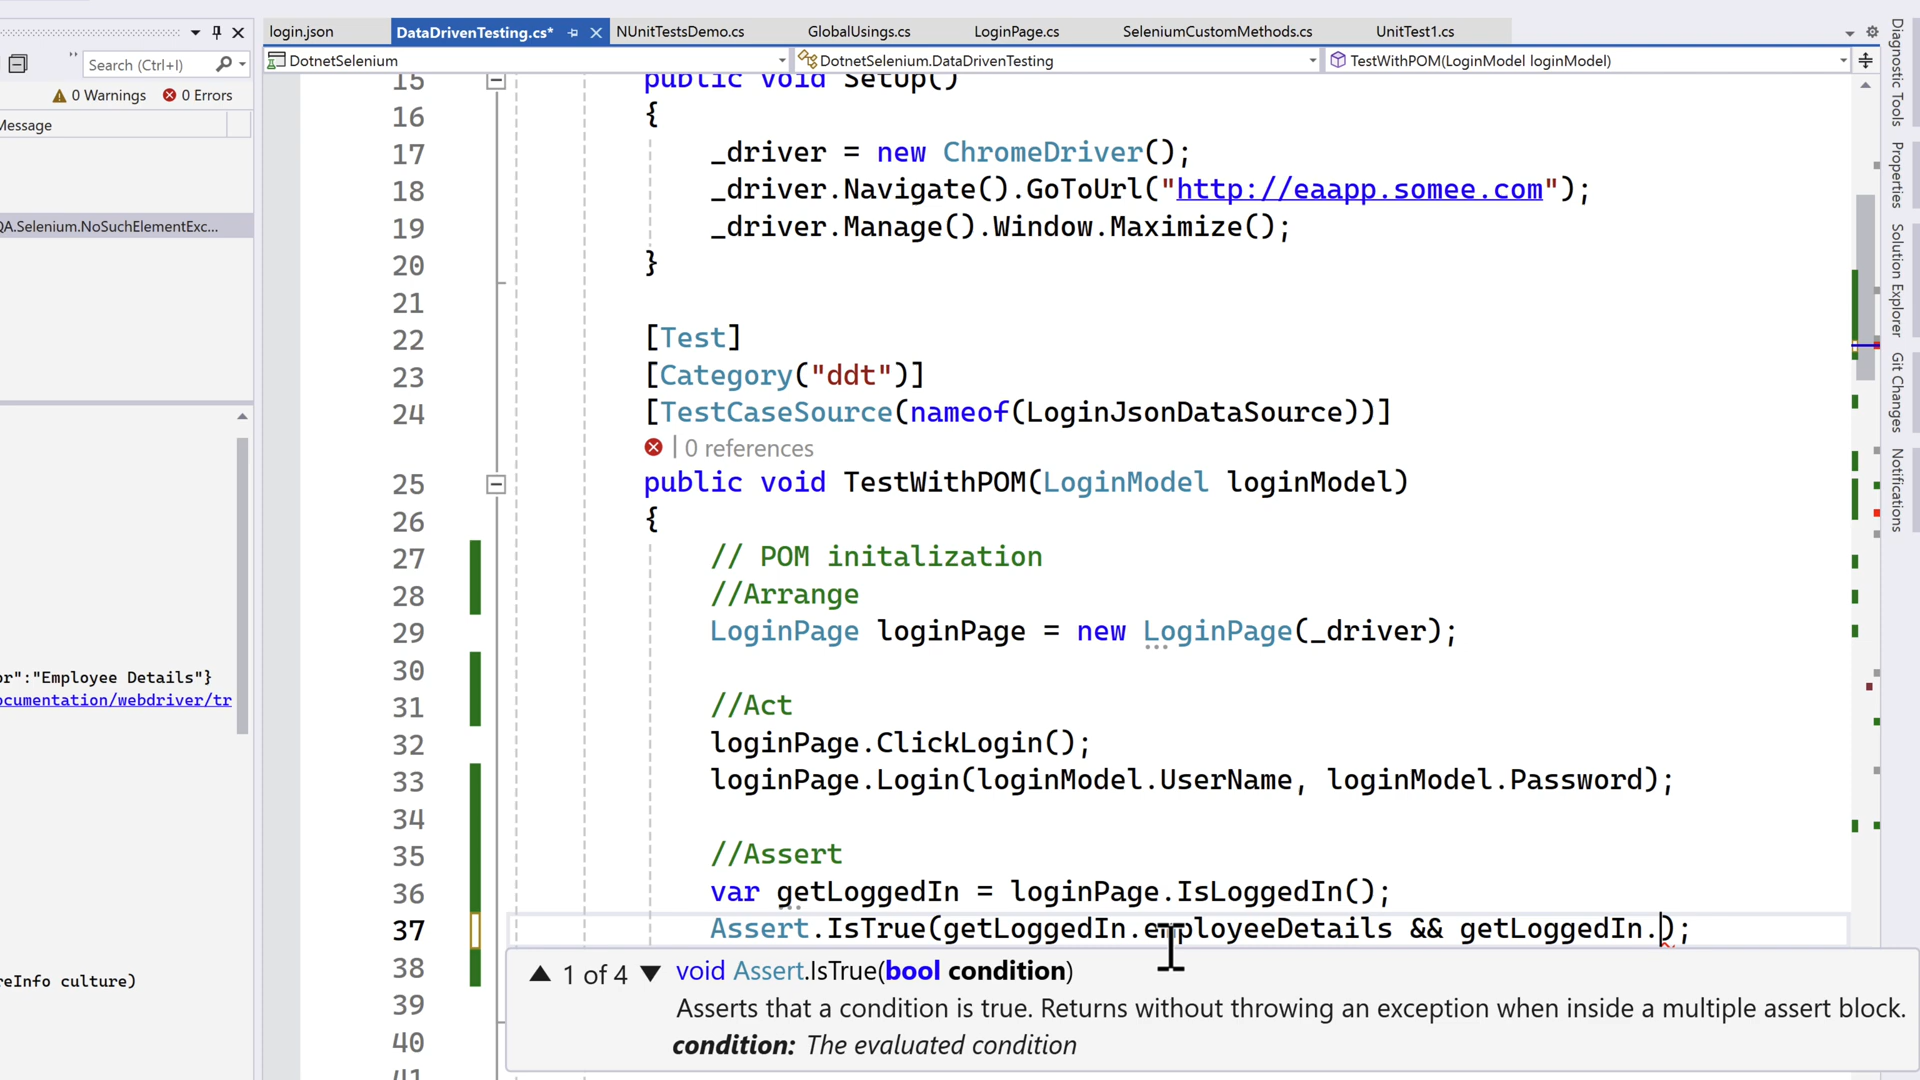 login.json
DataDrivenTesting.cs*
NUnitTestsDemo.cs
GlobalUsings.cs
LoginPage.cs
SeleniumCustomMethods.cs
UnitTest1.cs
DotnetSelenium
DotnetSelenium.DataDrivenTesting
TestWithPOM(LoginModel loginModel)
Search (Ctrl+I)
0 Warnings
0 Errors
Message
QA.Selenium.NoSuchElementExc...
or":"Employee Details"}
ocumentation/webdriver/tr
reInfo culture)
15 public void SetUp()
16 {
17 _driver = new ChromeDriver();
18 _driver.Navigate().GoToUrl("http://eaapp.somee.com");
19 _driver.Manage().Window.Maximize();
20 }
21
22 [Test]
23 [Category("ddt")]
24 [TestCaseSource(nameof(LoginJsonDataSource))]
0 references
25 public void TestWithPOM(LoginModel loginModel)
26 {
27 // POM initalization
28 //Arrange
29 LoginPage loginPage = new LoginPage(_driver);
30
31 //Act
32 loginPage.ClickLogin();
33 loginPage.Login(loginModel.UserName, loginModel.Password);
34
35 //Assert
36 var getLoggedIn = loginPage.IsLoggedIn();
37 Assert.IsTrue(getLoggedIn.employeeDetails && getLoggedIn.);
38
39
40
41
▲ 1 of 4 ▼ void Assert.IsTrue(bool condition)
Asserts that a condition is true. Returns without throwing an exception when inside a multiple assert block.
condition: The evaluated condition
Diagnostic Tools
Properties
Solution Explorer
Git Changes
Notifications